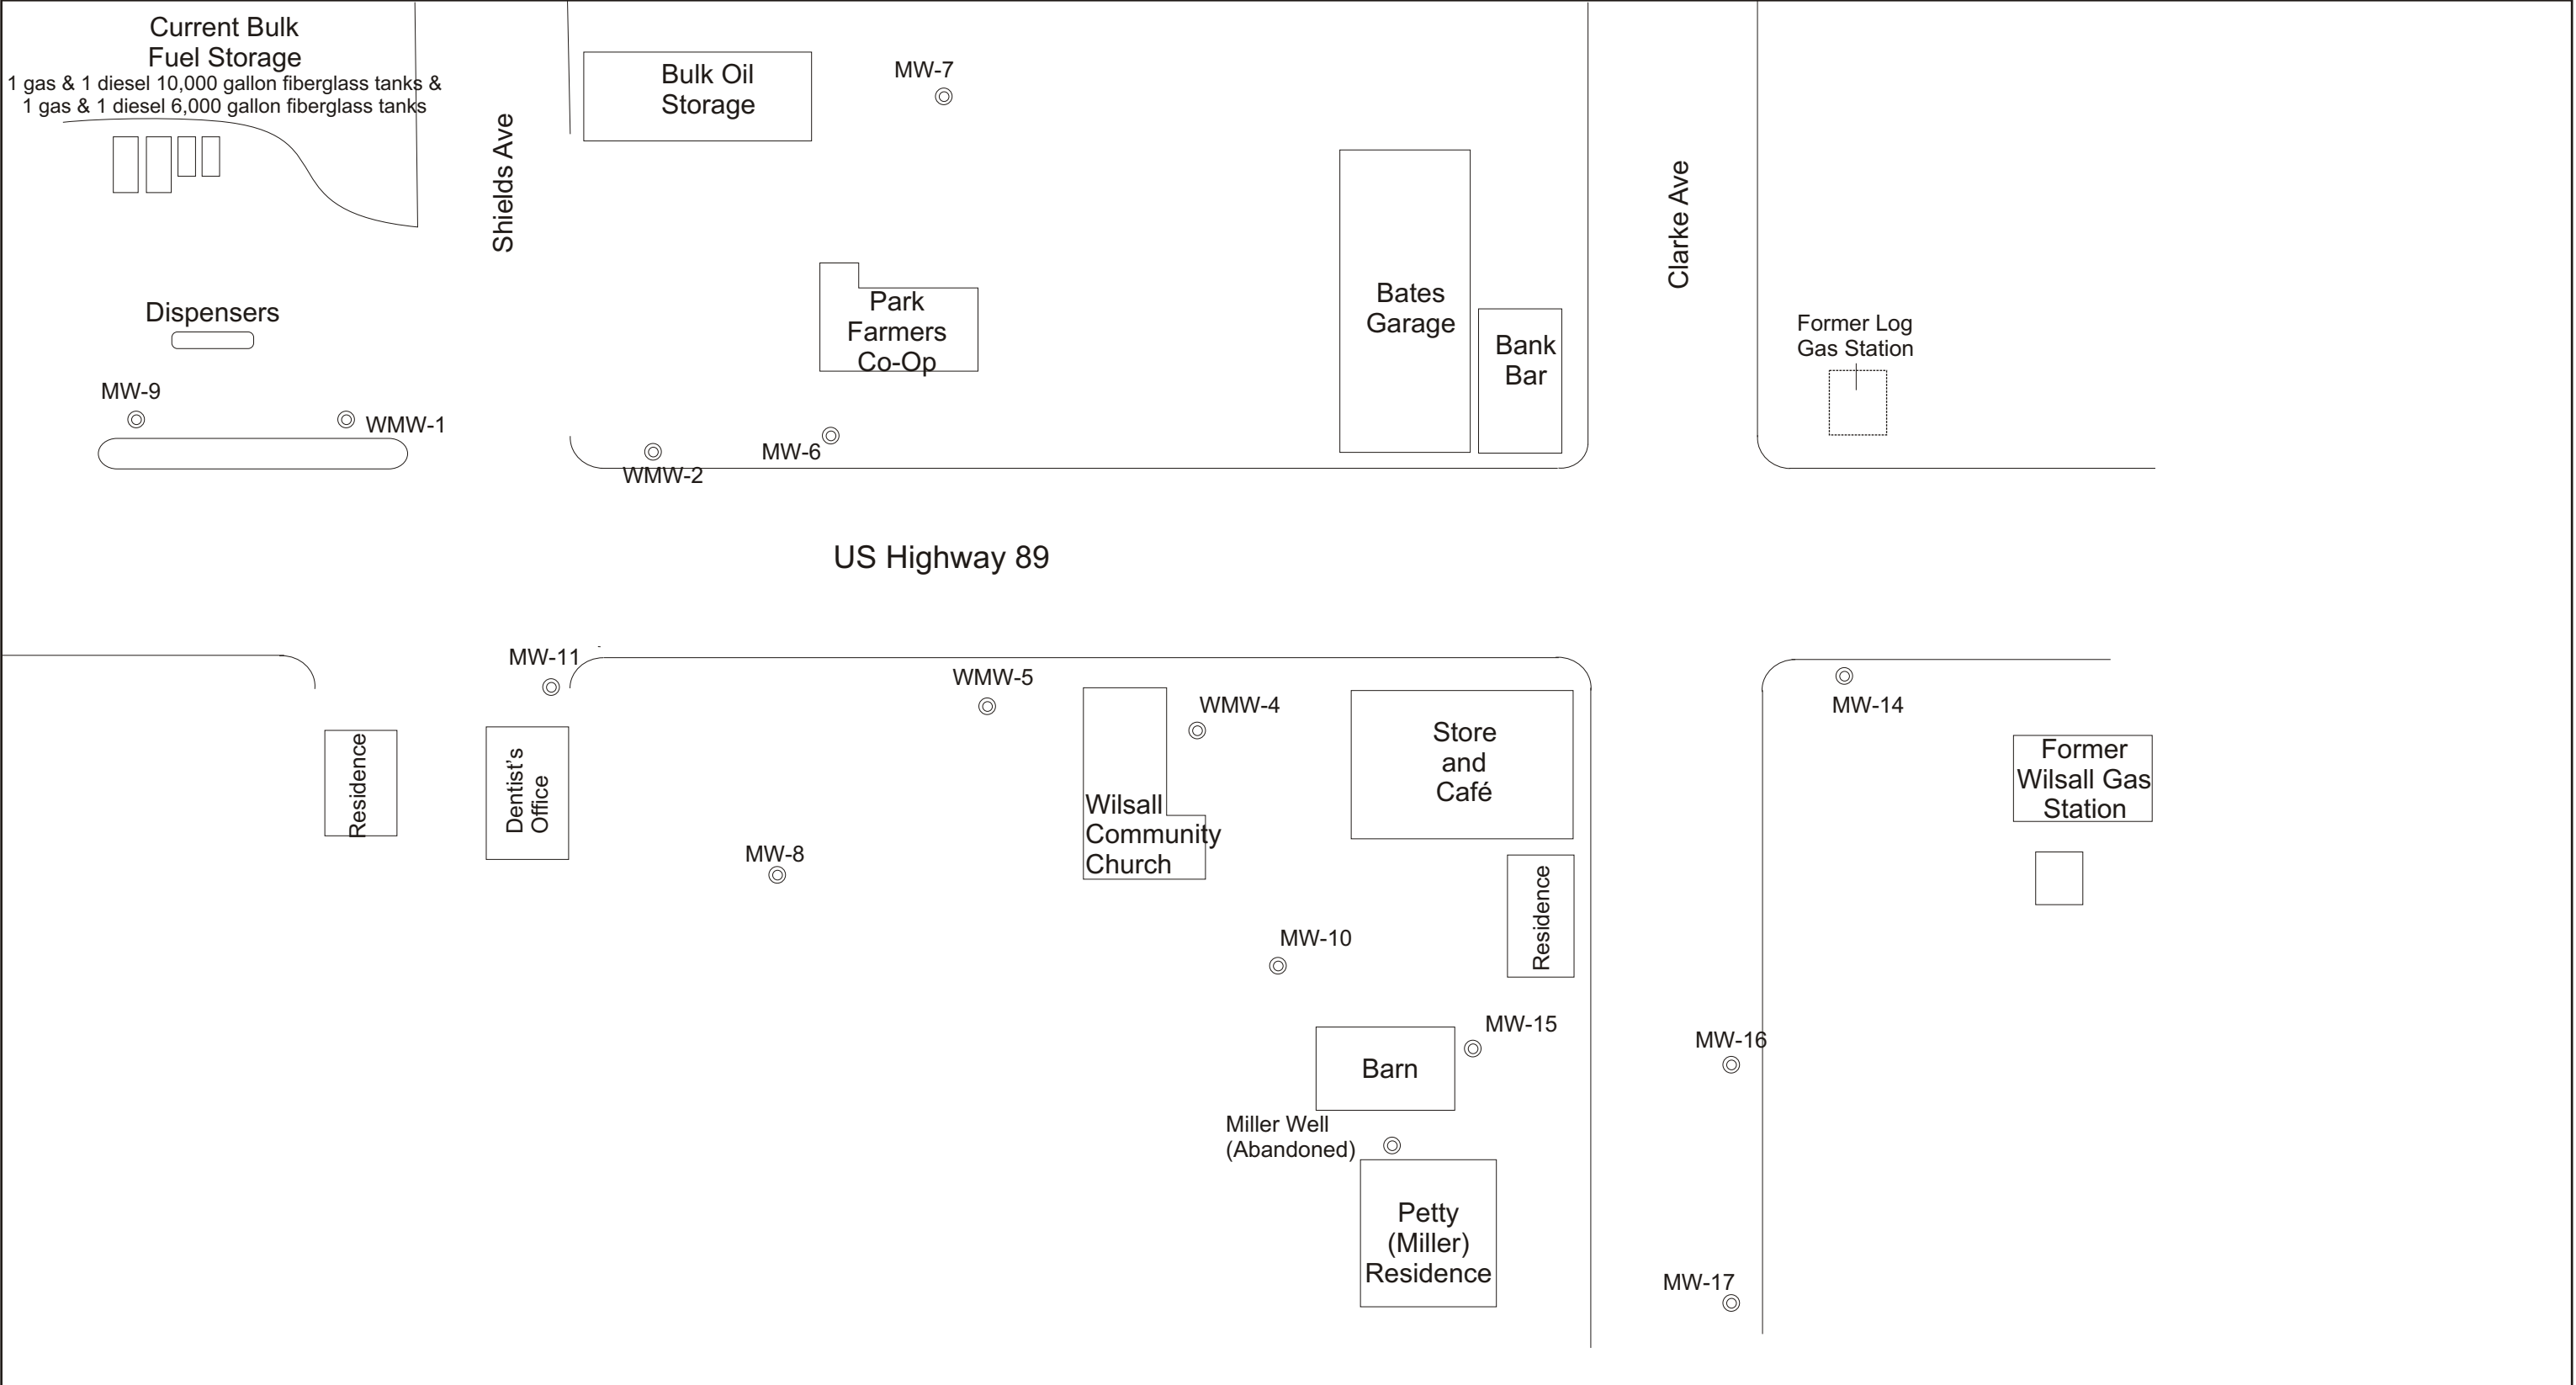 Current Bulk
Fuel Storage
1 gas & 1 diesel 10,000 gallon fiberglass tanks &
1 gas & 1 diesel 6,000 gallon fiberglass tanks
Shields Ave
Bulk Oil
Storage
MW-7
Clarke Ave
Dispensers
Park
Farmers
Co-Op
Bates
Garage
Bank
Bar
Former Log
Gas Station
MW-9
WMW-1
WMW-2
MW-6
US Highway 89
MW-11
WMW-5
WMW-4
MW-14
Residence
Dentist's
Office
Store
and
Café
Former
Wilsall Gas
Station
Wilsall
Community
Church
MW-8
Residence
MW-10
MW-15
MW-16
Barn
Miller Well
(Abandoned)
Petty
(Miller)
Residence
MW-17